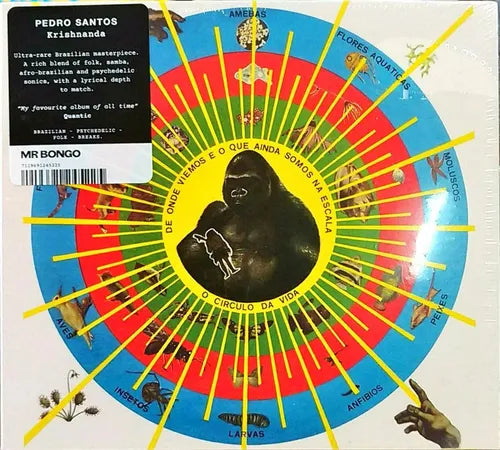 PEDRO SANTOS
Krishnanda
Ultra-rare Brazilian masterpiece.
A rich blend of folk, samba,
afro-brazilian and psychedelic
sonics, with a lyrical depth
to match.
"My favourite album of all time"
Quantic
BRAZILIAN - PSYCHEDELIC -
FOLK - BREAKS.
MR BONGO
7119691265223
AMEBAS
FLORES AQUATICAS
MOLUSCOS
PEIXES
ANFIBIOS
LARVAS
INSETOS
AVES
DE ONDE VIEMOS E O QUE AINDA SOMOS NA ESCALA
O CIRCULO DA VIDA